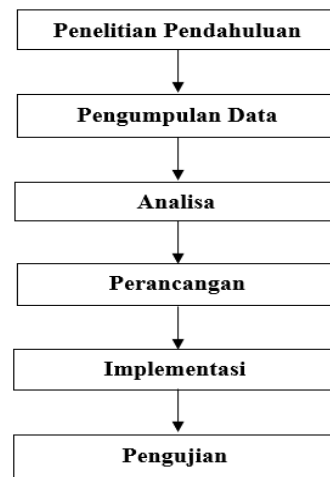 Penelitian Pendahuluan
Pengumpulan Data
Analisa
Perancangan
Implementasi
Pengujian